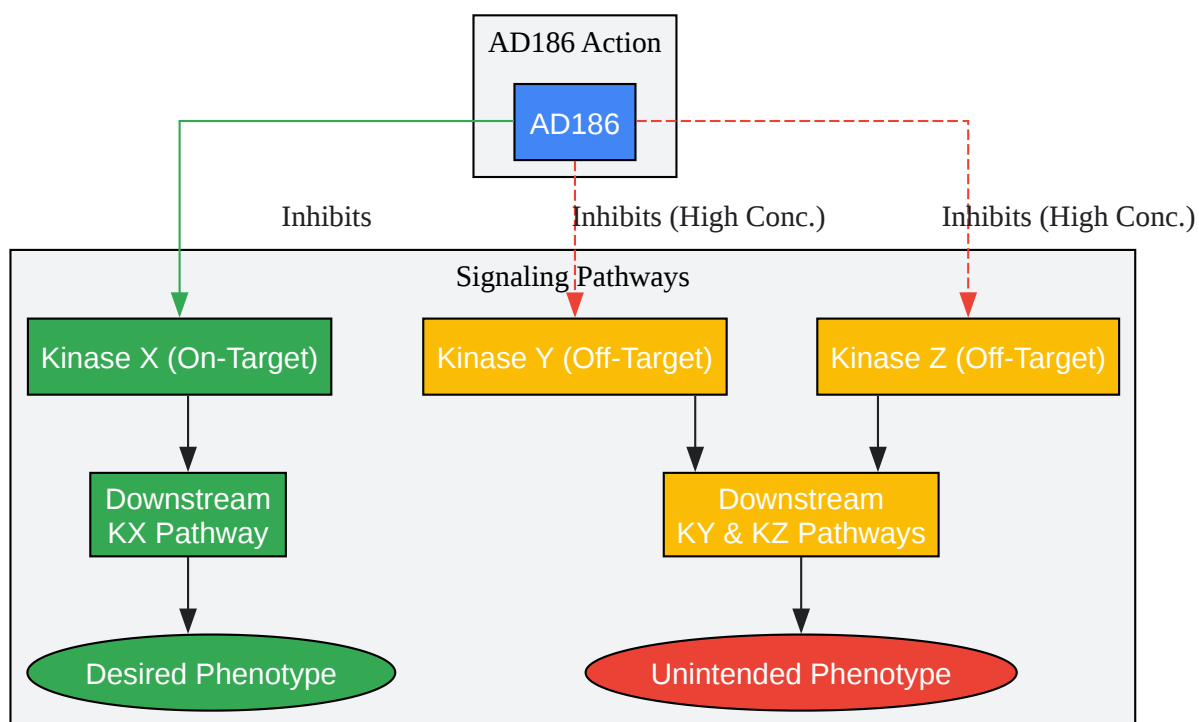 AD186 Action
AD186
Inhibits
Inhibits (High Conc.)
Inhibits (High Conc.)
Signaling Pathways
Kinase X (On-Target)
Kinase Y (Off-Target)
Kinase Z (Off-Target)
Downstream
KX Pathway
Downstream
KY & KZ Pathways
Desired Phenotype
Unintended Phenotype